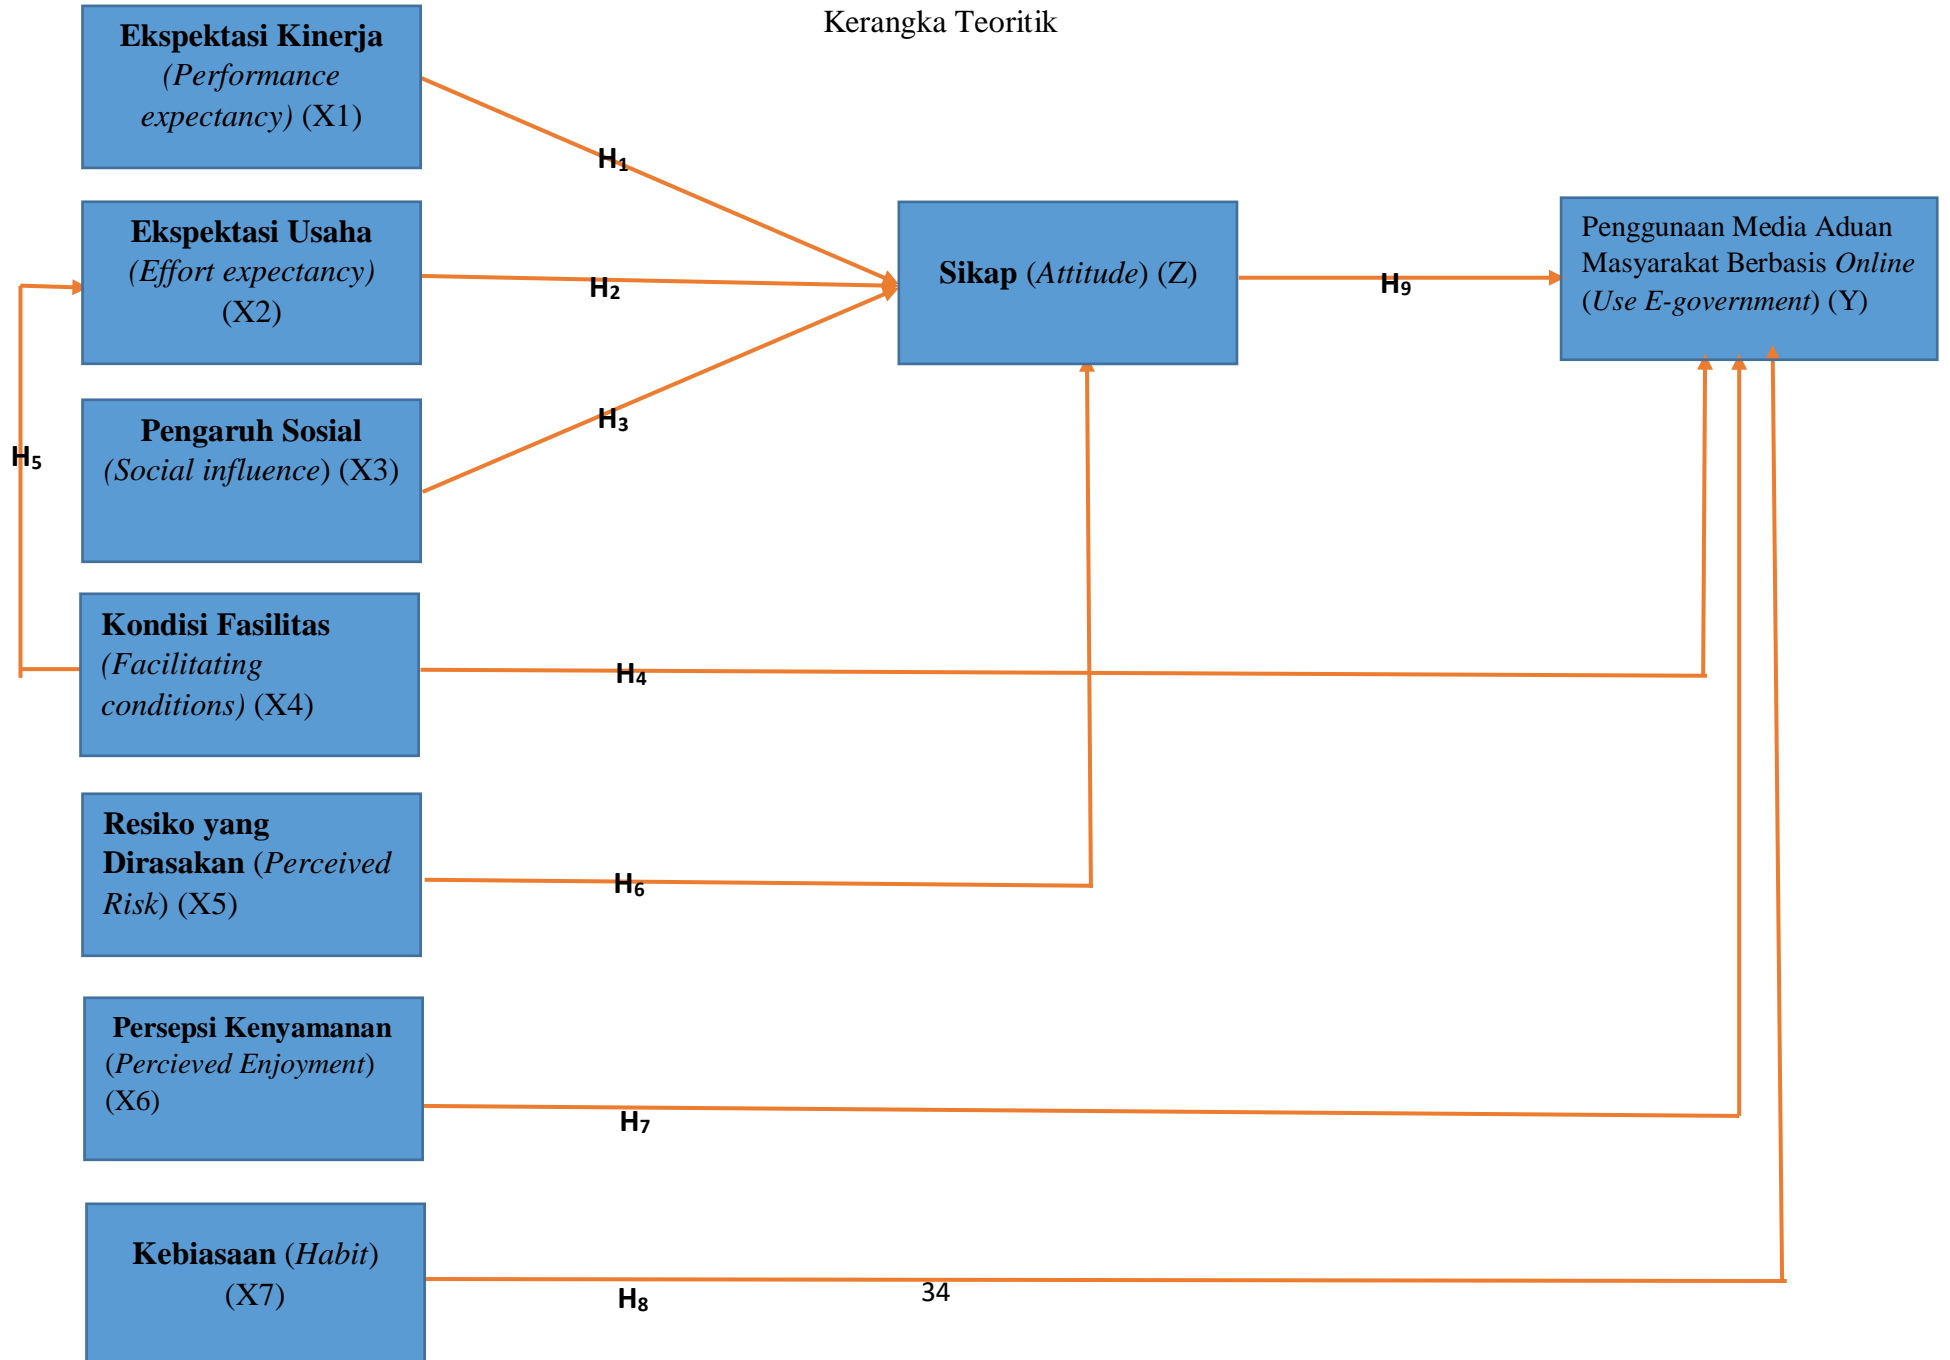 Kerangka Teoritik
Ekspektasi Kinerja
(Performance
expectancy) (X1)
H1
Ekspektasi Usaha
(Effort expectancy)
(X2)
H2
Sikap (Attitude) (Z)
H9
Penggunaan Media Aduan
Masyarakat Berbasis Online
(Use E-government) (Y)
Pengaruh Sosial
(Social influence) (X3)
H3
H5
Kondisi Fasilitas
(Facilitating
conditions) (X4)
H4
Resiko yang
Dirasakan (Perceived
Risk) (X5)
H6
Persepsi Kenyamanan
(Percieved Enjoyment)
(X6)
H7
Kebiasaan (Habit)
(X7)
H8
34